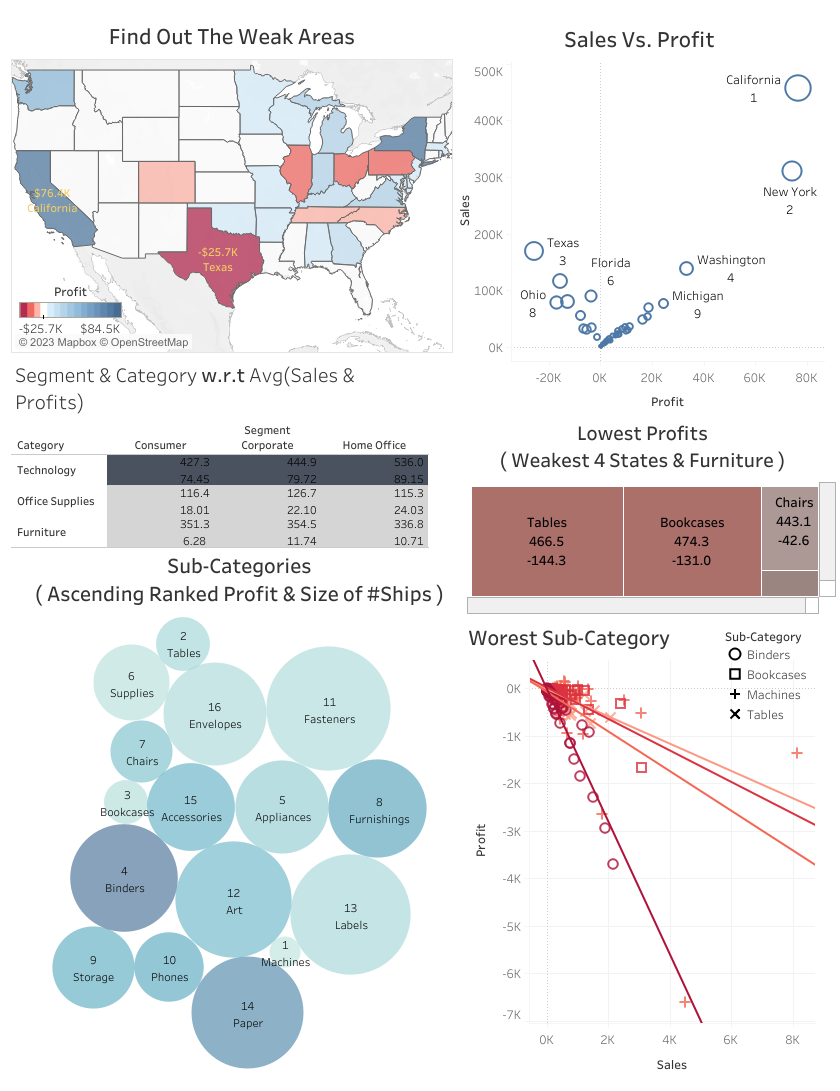 Find Out The Weak Areas
-$76.4K
California
-$25.7K
Texas
Profit
-$25.7K $84.5K
© 2023 Mapbox © OpenStreetMap
Sales Vs. Profit
500K
400K
300K
200K
100K
0K
Sales
California
1
New York
2
Texas
3
Florida
6
Washington
4
Ohio
8
Michigan
9
-20K 0K 20K 40K 60K 80K
Profit
Segment & Category w.r.t Avg(Sales &
Profits)
Segment
Category Consumer Corporate Home Office
Technology
427.3 444.9 536.0
74.45 79.72 89.15
Office Supplies
116.4 126.7 115.3
18.01 22.10 24.03
Furniture
351.3 354.5 336.8
6.28 11.74 10.71
Lowest Profits
( Weakest 4 States & Furniture )
Tables
466.5
-144.3
Bookcases
474.3
-131.0
Chairs
443.1
-42.6
Sub-Categories
( Ascending Ranked Profit & Size of #Ships )
2
Tables
6
Supplies
16
Envelopes
11
Fasteners
7
Chairs
3
Bookcases
15
Accessories
5
Appliances
8
Furnishings
4
Binders
12
Art
13
Labels
9
Storage
10
Phones
1
Machines
14
Paper
Worest Sub-Category
Sub-Category
Binders
Bookcases
Machines
Tables
0K
-1K
-2K
-3K
-4K
-5K
-6K
-7K
Profit
0K 2K 4K 6K 8K
Sales